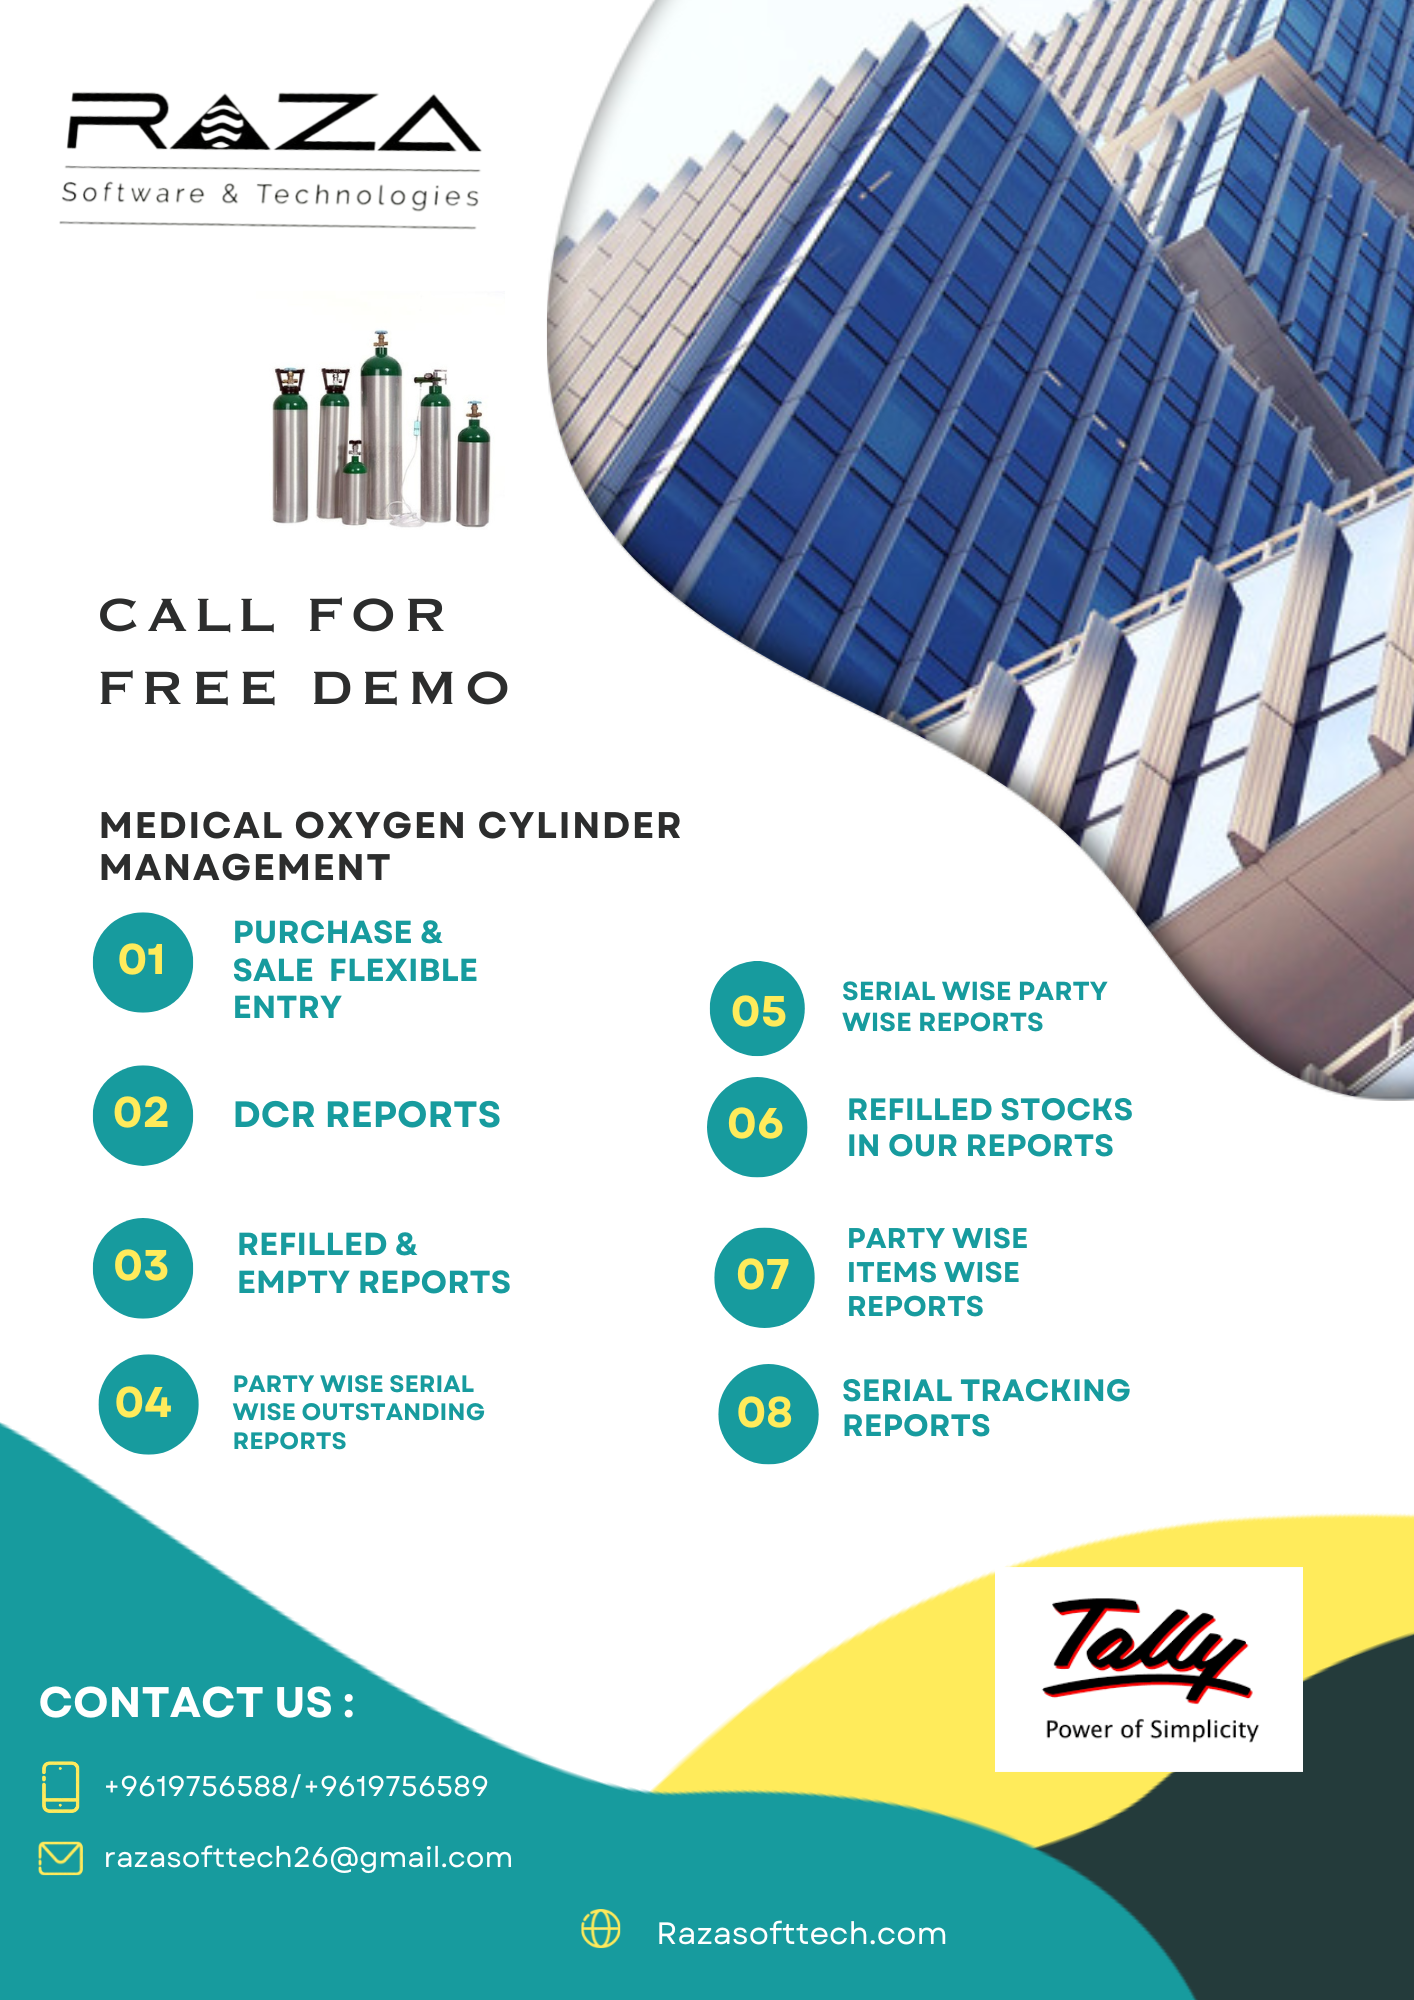 RAZA
Software & Technologies
CALL FOR
FREE DEMO
MEDICAL OXYGEN CYLINDER
MANAGEMENT
01
PURCHASE &
SALE FLEXIBLE
ENTRY
02
DCR REPORTS
03
REFILLED &
EMPTY REPORTS
04
PARTY WISE SERIAL
WISE OUTSTANDING
REPORTS
05
SERIAL WISE PARTY
WISE REPORTS
06
REFILLED STOCKS
IN OUR REPORTS
07
PARTY WISE
ITEMS WISE
REPORTS
08
SERIAL TRACKING
REPORTS
Tally
Power of Simplicity
CONTACT US :
+9619756588/+9619756589
razasofttech26@gmail.com
Razasofttech.com